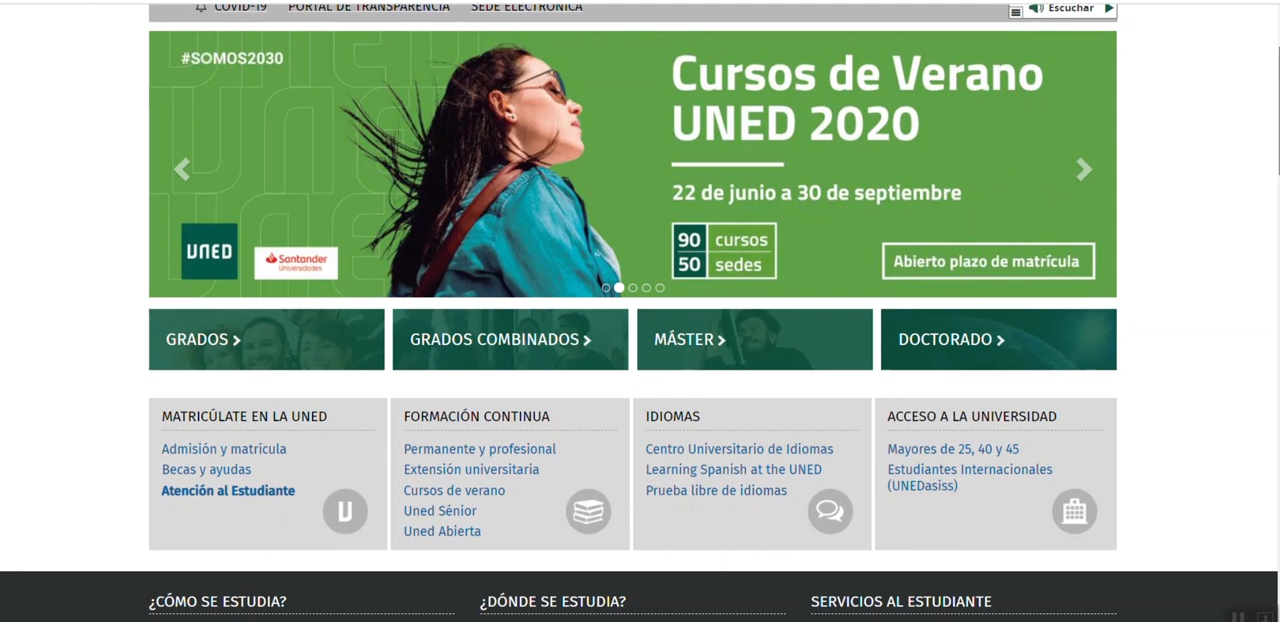 COVID-19 PORTAL DE TRANSPARENCIA SEDE ELECTRÓNICA Escuchar
#SOMOS2030
Cursos de Verano
UNED 2020
22 de junio a 30 de septiembre
90 cursos
50 sedes
Abierto plazo de matrícula
UNED
Santander
Universidades
GRADOS
GRADOS COMBINADOS
MÁSTER
DOCTORADO
MATRICÚLATE EN LA UNED
Admisión y matrícula
Becas y ayudas
Atención al Estudiante
FORMACIÓN CONTINUA
Permanente y profesional
Extensión universitaria
Cursos de verano
Uned Sénior
Uned Abierta
IDIOMAS
Centro Universitario de Idiomas
Learning Spanish at the UNED
Prueba libre de idiomas
ACCESO A LA UNIVERSIDAD
Mayores de 25, 40 y 45
Estudiantes Internacionales
(UNEDasiss)
¿CÓMO SE ESTUDIA?
¿DÓNDE SE ESTUDIA?
SERVICIOS AL ESTUDIANTE